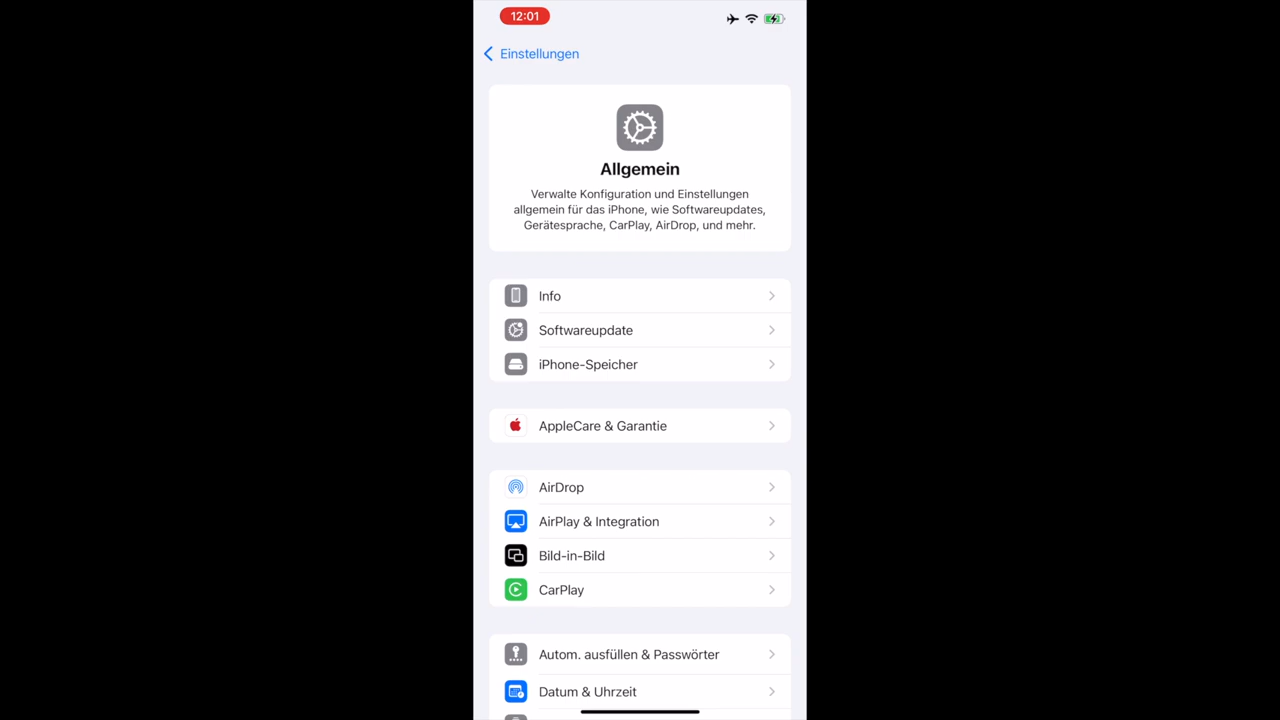 12:01
Einstellungen
Allgemein
Verwalte Konfiguration und Einstellungen
allgemein für das iPhone, wie Softwareupdates,
Gerätesprache, CarPlay, AirDrop, und mehr.
Info
Softwareupdate
iPhone-Speicher
AppleCare & Garantie
AirDrop
AirPlay & Integration
Bild-in-Bild
CarPlay
Autom. ausfüllen & Passwörter
Datum & Uhrzeit